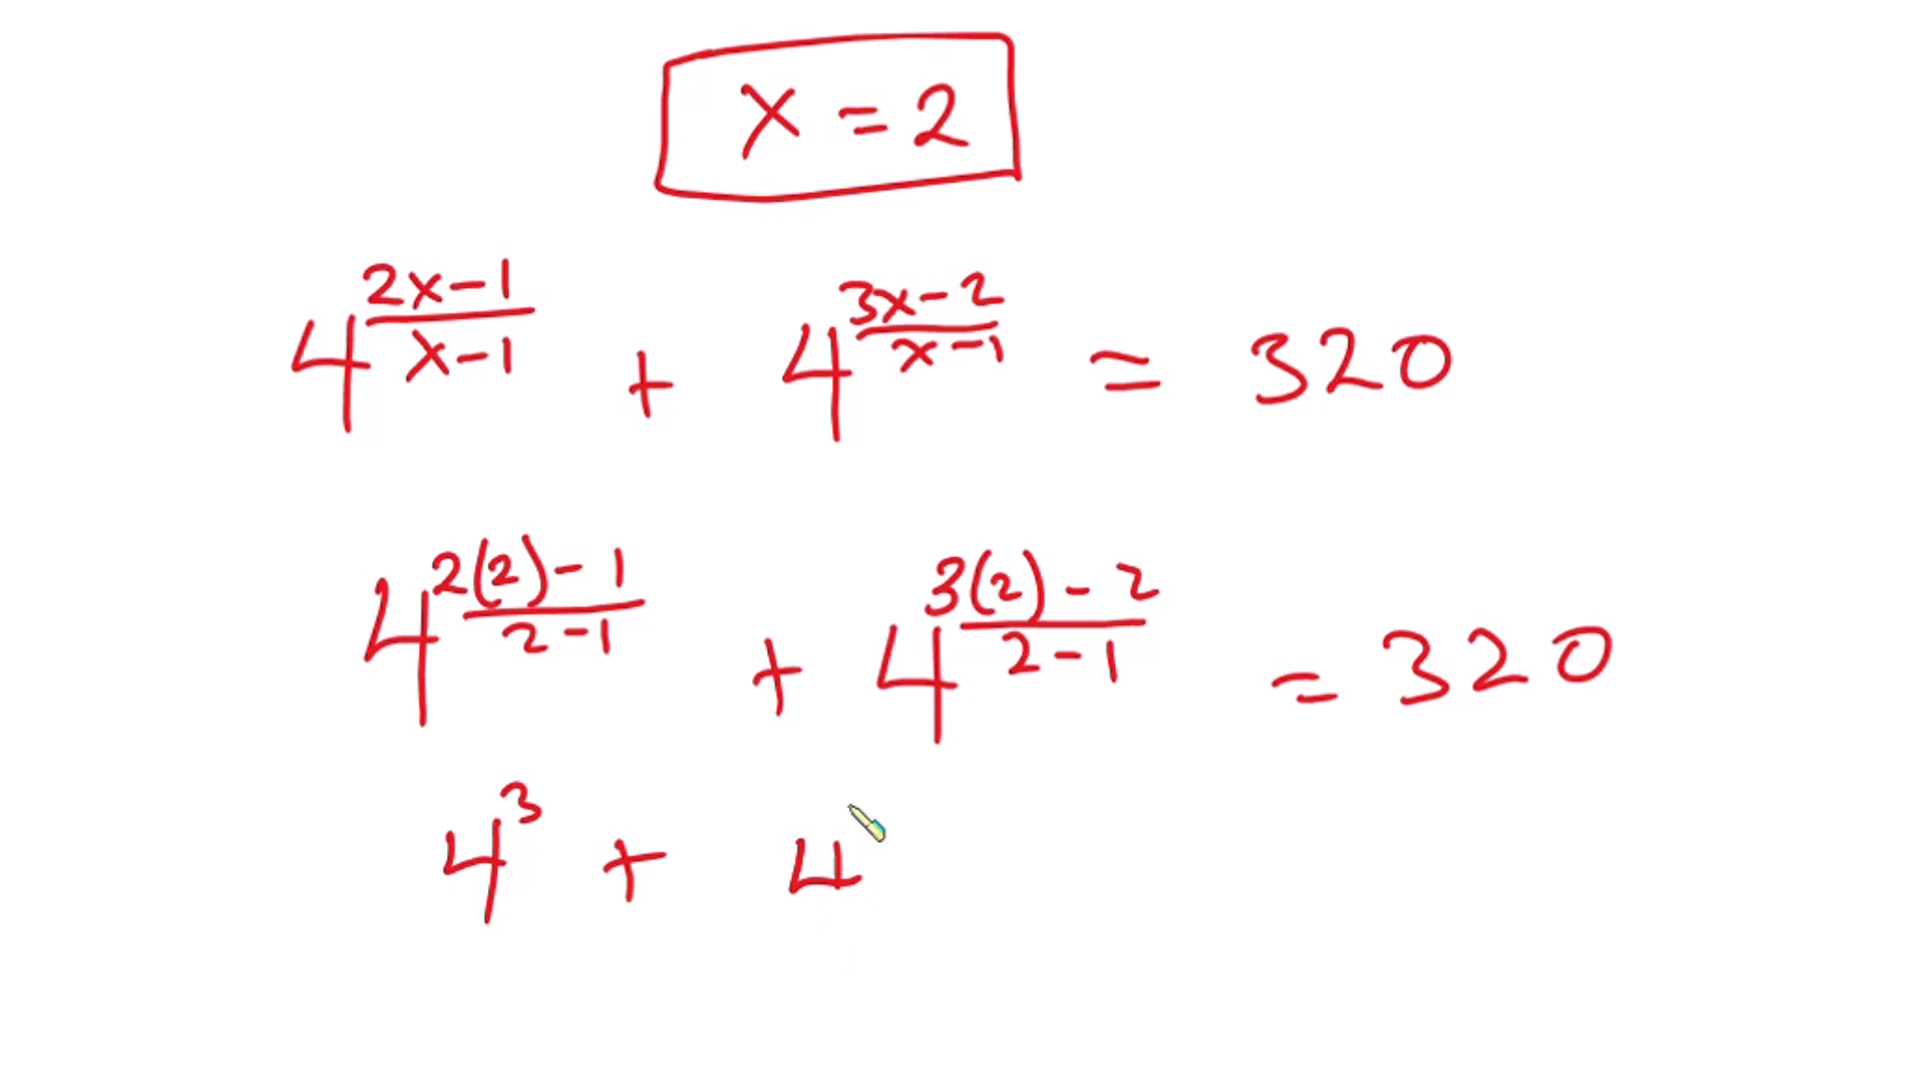 x = 2
4^((2x-1)/(x-1)) + 4^((3x-2)/(x-1)) = 320
4^((2(2)-1)/(2-1)) + 4^((3(2)-2)/(2-1)) = 320
4^3 + 4